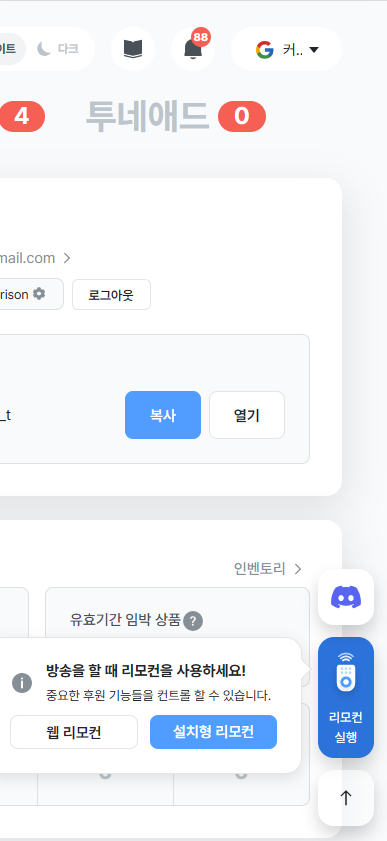 이트
다크
88
커..
4
투네애드
0
mail.com
rison
로그아웃
_t
복사
열기
인벤토리
유효기간 임박 상품 ?
방송을 할 때 리모컨을 사용하세요!
중요한 후원 기능들을 컨트롤 할 수 있습니다.
웹 리모컨
설치형 리모컨
리모컨
실행